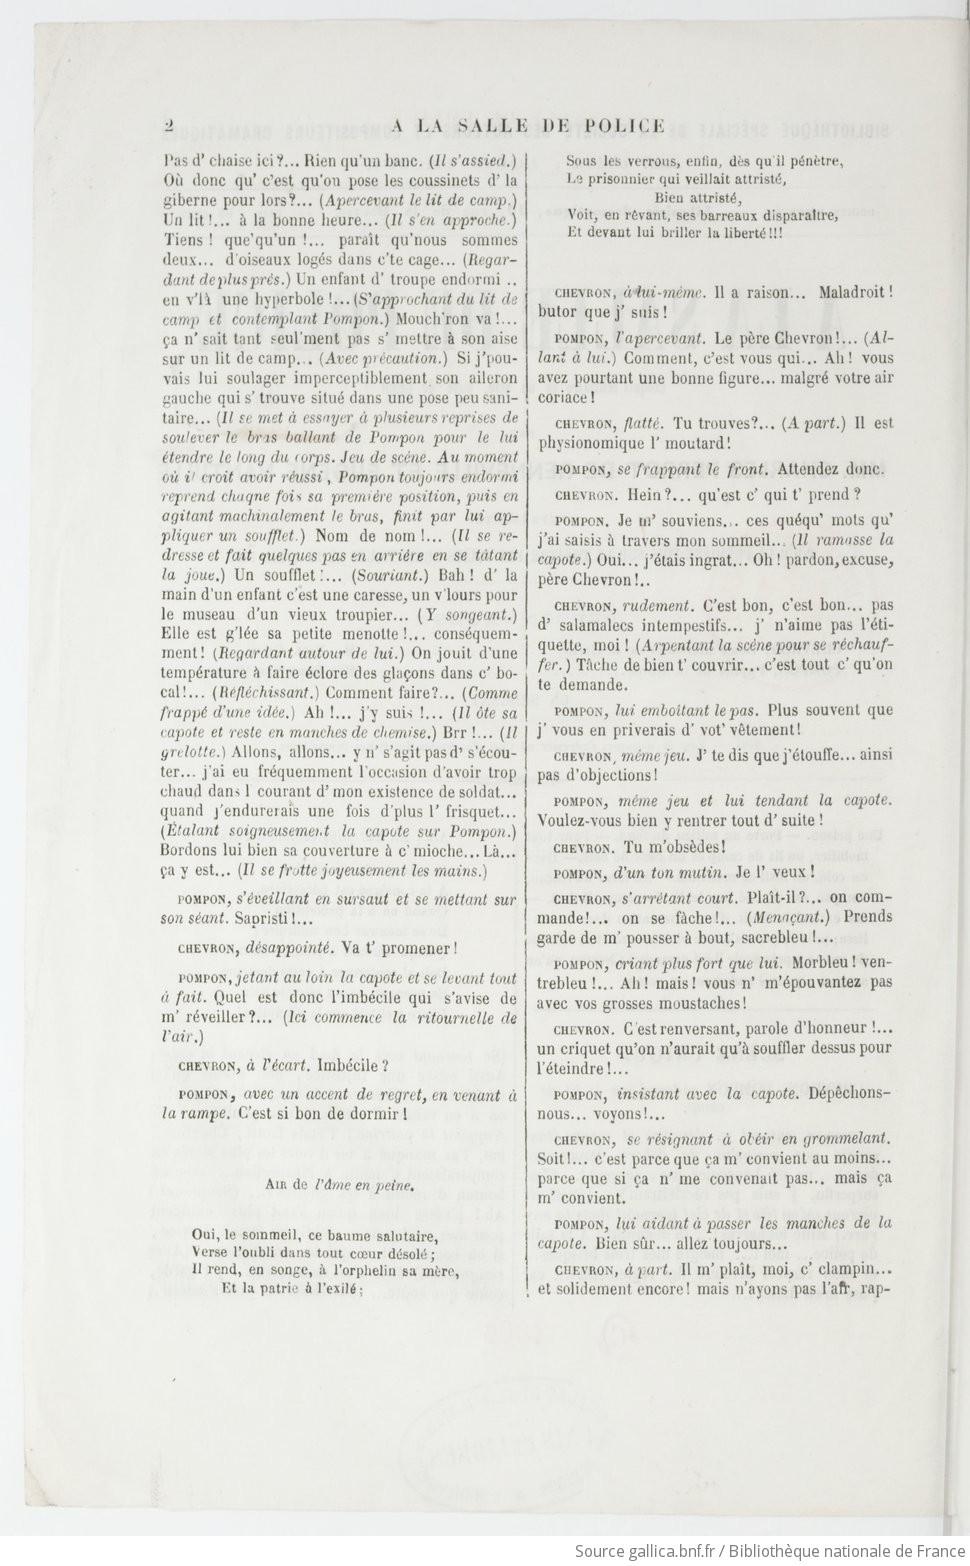 2
A LA SALLE DE POLICE
Pas d' chaise ici?... Rien qu'un banc. (Il s'assied.)
Où donc qu' c'est qu'on pose les coussinets d' la
giberne pour lors?... (Apercevant le lit de camp.)
Un lit!... à la bonne heure... (Il s'en approche.)
Tiens ! que'qu'un !... paraît qu'nous sommes
deux... d'oiseaux logés dans c'te cage... (Regar-
dant de plus près.) Un enfant d' troupe endormi ..
en v'là une hyperbole !... (S'approchant du lit de
camp et contemplant Pompon.) Mouch'ron va !...
ça n' sait tant seul'ment pas s' mettre à son aise
sur un lit de camp... (Avec précaution.) Si j'pou-
vais lui soulager imperceptiblement son aileron
gauche qui s' trouve situé dans une pose peu sani-
taire... (Il se met à essayer à plusieurs reprises de
soulever le bras ballant de Pompon pour le lui
étendre le long du corps. Jeu de scène. Au moment
où il croit avoir réussi, Pompon toujours endormi
reprend chaque fois sa première position, puis en
agitant machinalement le bras, finit par lui ap-
pliquer un soufflet.) Nom de nom !... (Il se re-
dresse et fait quelques pas en arrière en se tâtant
la joue.) Un soufflet !... (Souriant.) Bah ! d' la
main d'un enfant c'est une caresse, un v'lours pour
le museau d'un vieux troupier... (Y songeant.)
Elle est g'lée sa petite menotte !... conséquem-
ment! (Regardant autour de lui.) On jouit d'une
température à faire éclore des glaçons dans c' bo-
cal!... (Réfléchissant.) Comment faire?... (Comme
frappé d'une idée.) Ah !... j'y suis !... (Il ôte sa
capote et reste en manches de chemise.) Brr !... (Il
grelotte.) Allons, allons... y n' s'agit pas d' s'écou-
ter... j'ai eu fréquemment l'occasion d'avoir trop
chaud dans l courant d' mon existence de soldat...
quand j'endurerais une fois d'plus l' frisquet...
(Étalant soigneusement la capote sur Pompon.)
Bordons lui bien sa couverture à c' mioche... Là...
ça y est... (Il se frotte joyeusement les mains.)
POMPON, s'éveillant en sursaut et se mettant sur
son séant. Sapristi !...
CHEVRON, désappointé. Va t' promener !
POMPON, jetant au loin la capote et se levant tout
à fait. Quel est donc l'imbécile qui s'avise de
m' réveiller?... (Ici commence la ritournelle de
l'air.)
CHEVRON, à l'écart. Imbécile ?
POMPON, avec un accent de regret, en venant à
la rampe. C'est si bon de dormir !
AIR de l'Ame en peine.
Oui, le sommeil, ce baume salutaire,
Verse l'oubli dans tout cœur désolé ;
Il rend, en songe, à l'orphelin sa mère,
Et la patrie à l'exilé ;
Sous les verrous, enfin, dès qu'il pénètre,
Le prisonnier qui veillait attristé,
Bien attristé,
Voit, en rêvant, ses barreaux disparaître,
Et devant lui briller la liberté!!!
CHEVRON, à lui-même. Il a raison... Maladroit !
butor que j' suis !
POMPON, l'apercevant. Le père Chevron!... (Al-
lant à lui.) Comment, c'est vous qui... Ah ! vous
avez pourtant une bonne figure... malgré votre air
coriace !
CHEVRON, flatté. Tu trouves?... (A part.) Il est
physionomique l' moutard!
POMPON, se frappant le front. Attendez donc.
CHEVRON. Hein?... qu'est c' qui t' prend ?
POMPON. Je m' souviens... ces quéqu' mots qu'
j'ai saisis à travers mon sommeil... (Il ramasse la
capote.) Oui... j'étais ingrat... Oh ! pardon, excuse,
père Chevron !..
CHEVRON, rudement. C'est bon, c'est bon... pas
d' salamalecs intempestifs... j' n'aime pas l'éti-
quette, moi ! (Arpentant la scène pour se réchauf-
fer.) Tâche de bien t' couvrir... c'est tout c' qu'on
te demande.
POMPON, lui emboîtant le pas. Plus souvent que
j' vous en priverais d' vot' vêtement!
CHEVRON, même jeu. J' te dis que j'étouffe... ainsi
pas d'objections!
POMPON, même jeu et lui tendant la capote.
Voulez-vous bien y rentrer tout d' suite !
CHEVRON. Tu m'obsèdes!
POMPON, d'un ton mutin. Je l' veux !
CHEVRON, s'arrêtant court. Plaît-il?... on com-
mande!... on se fâche!... (Menaçant.) Prends
garde de m' pousser à bout, sacrebleu !...
POMPON, criant plus fort que lui. Morbleu ! ven-
trebleu !... Ah ! mais ! vous n' m'épouvantez pas
avec vos grosses moustaches!
CHEVRON. C'est renversant, parole d'honneur !...
un criquet qu'on n'aurait qu'à souffler dessus pour
l'éteindre !...
POMPON, insistant avec la capote. Dépêchons-
nous... voyons!...
CHEVRON, se résignant à obéir en grommelant.
Soit!... c'est parce que ça m' convient au moins...
parce que si ça n' me convenait pas... mais ça
m' convient.
POMPON, lui aidant à passer les manches de la
capote. Bien sûr... allez toujours...
CHEVRON, à part. Il m' plaît, moi, c' clampin...
et solidement encore! mais n'ayons pas l'air, rap-
Source gallica.bnf.fr / Bibliothèque nationale de France